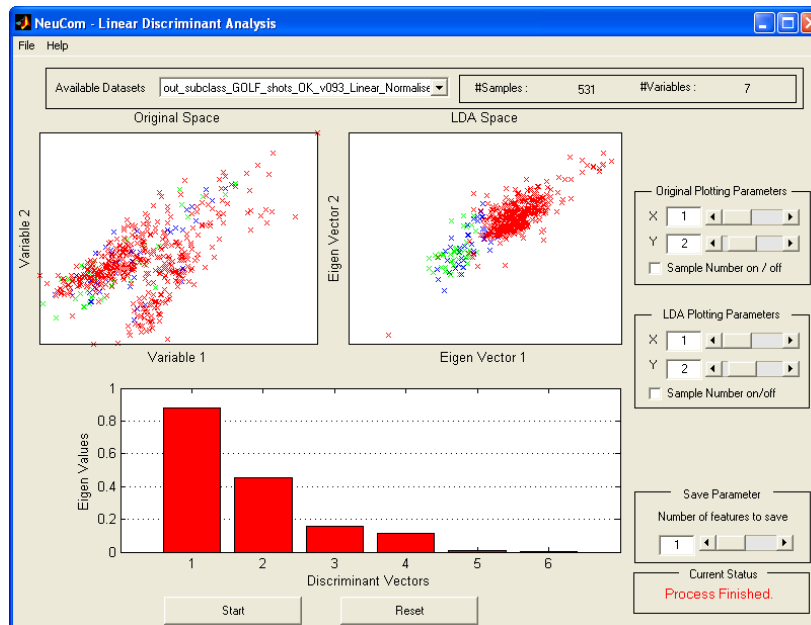 NeuCom - Linear Discriminant Analysis
File Help
Available Datasets out_subclass_GOLF_shots_OK_v093_Linear_Normalise #Samples : 531 #Variables : 7
Original Space
LDA Space
Variable 2
Variable 1
Eigen Vector 2
Eigen Vector 1
Original Plotting Parameters
X 1
Y 2
Sample Number on / off
LDA Plotting Parameters
X 1
Y 2
Sample Number on/off
Eigen Values
1
0.8
0.6
0.4
0.2
0
1 2 3 4 5 6
Discriminant Vectors
Save Parameter
Number of features to save
1
Current Status
Process Finished.
Start Reset